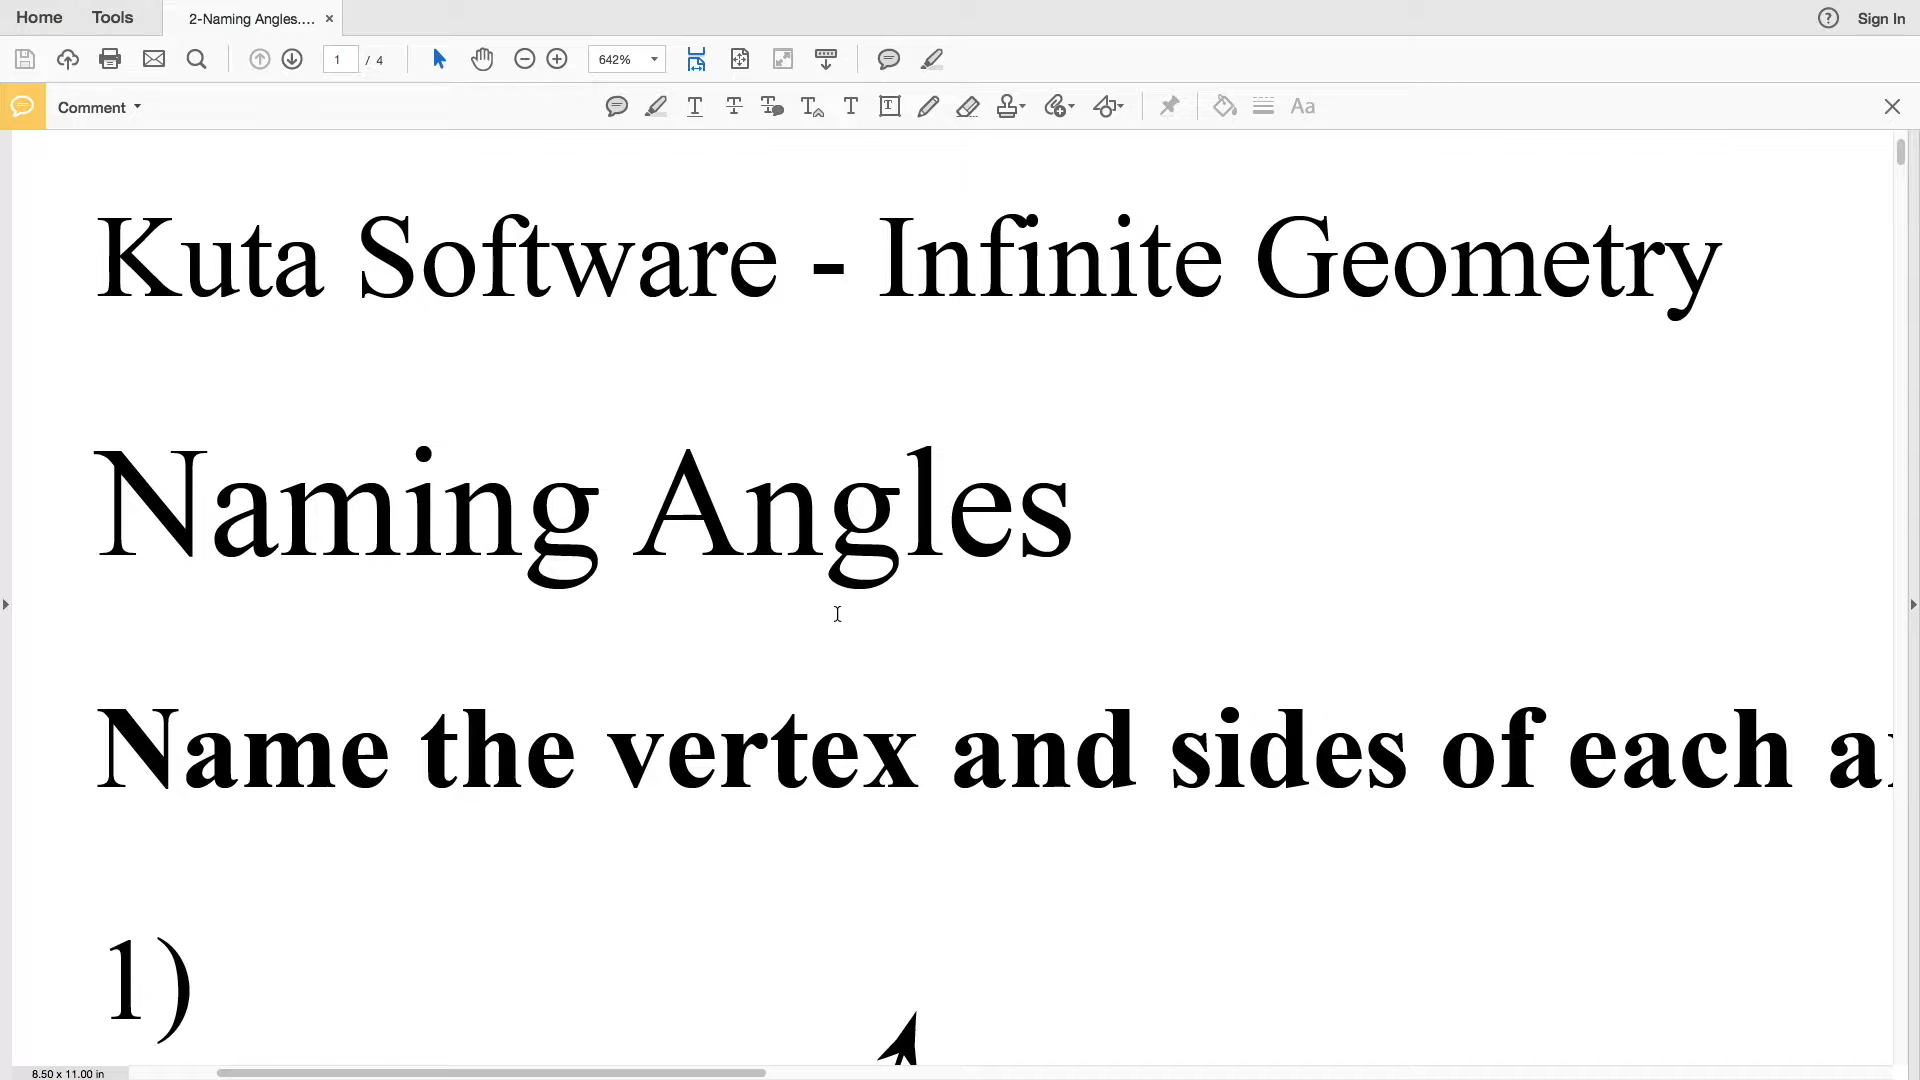 Home Tools 2-Naming Angles.... × ? Sign In
1 / 4 642%
Comment T T T T T T Aa
Kuta Software - Infinite Geometry
Naming Angles
Name the vertex and sides of each
1)
8.50 x 11.00 in